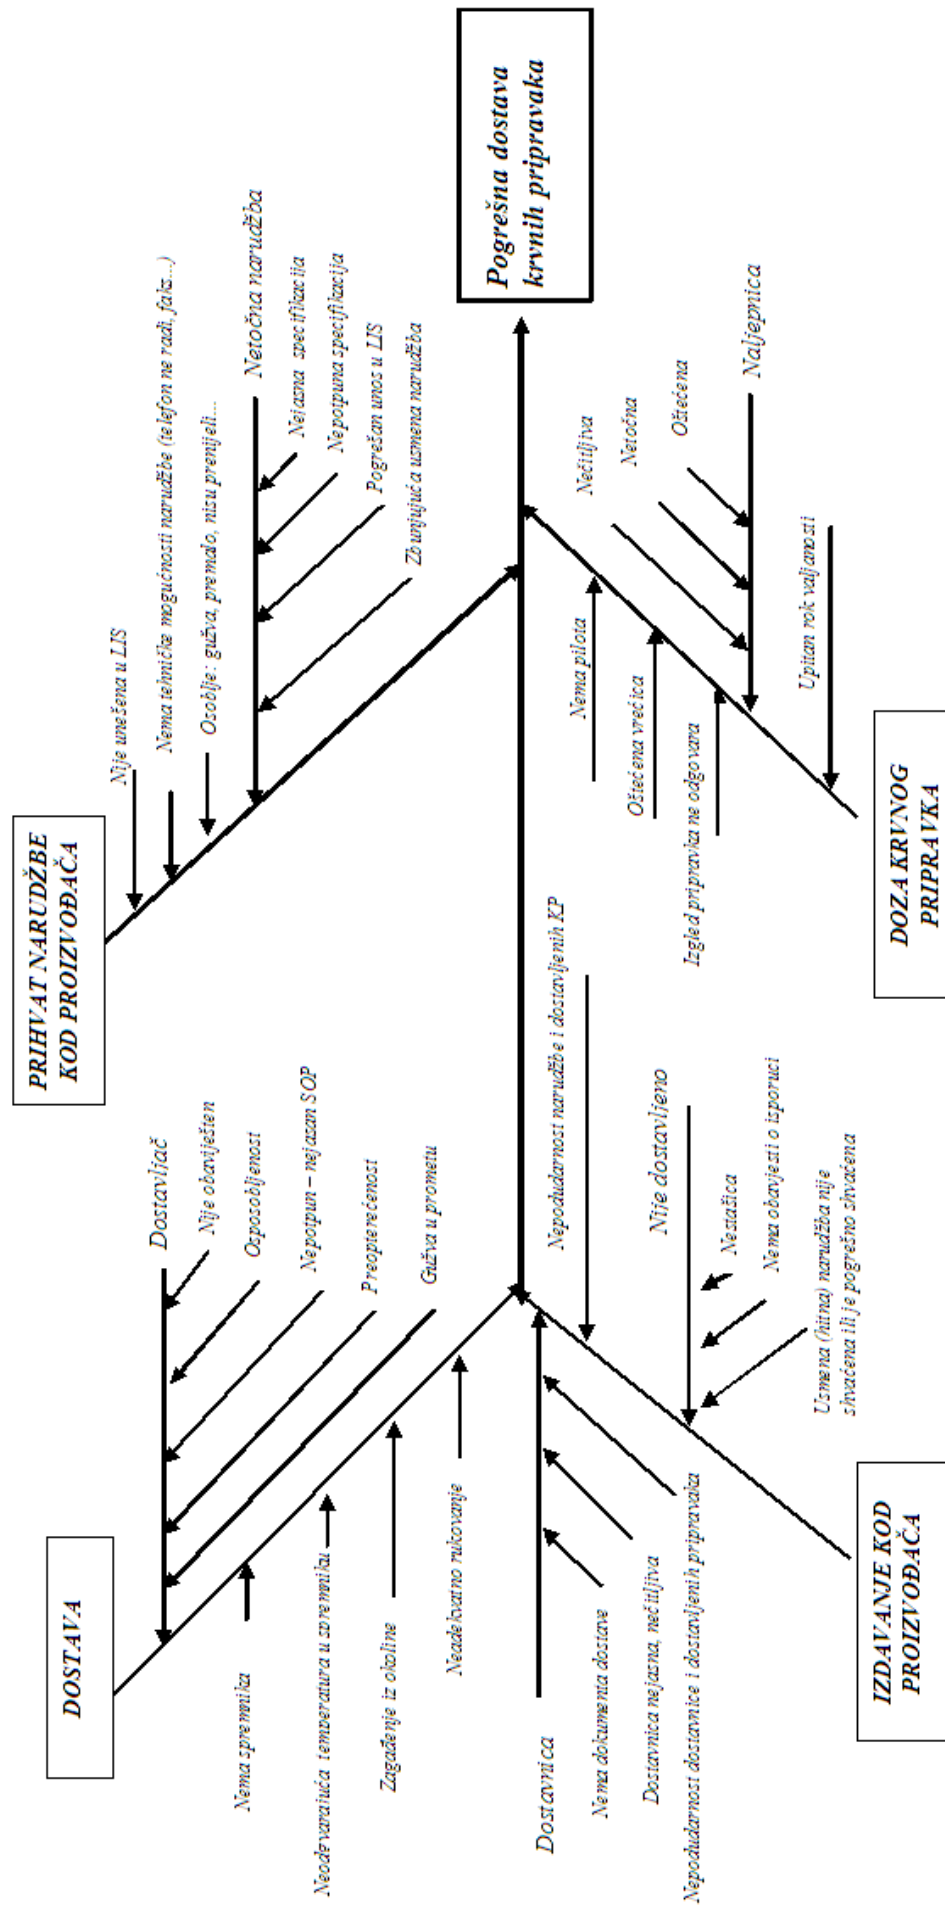 DOSTAVA
Dostavljač
Nije obaviješten
Osposobljenost
Nepotpun – nejasan SOP
Preopterećenost
Gužva u prometu
Nema spremnika
Neodgvarajuća temperatura u spremniku
Zagađenje iz okoline
Neadekvatno rukovanje
PRIHVAT NARUDŽBE
KOD PROIZVOĐAČA
Nije unešena u LIS
Nema tehničke mogućnosti narudžbe (telefon ne radi, faks...)
Osoblje: gužva, premalo, nisu prenijeli...
Netočna narudžba
Nejasna specifikacija
Nepotpuna specifikacija
Pogrešan unos u LIS
Zbunjujuća usmena narudžba
Pogrešna dostava
krvnih pripravaka
Dostavnica
Nema dokumenta dostave
Dostavnica nejasna, nečitljiva
Nepodudarnost dostavnice i dostavljenih pripravaka
Nepodudarnost narudžbe i dostavljenih KP
Nije dostavljeno
Nestašica
Nema obavjesti o isporuci
Usmena (hitna) narudžba nije
shvaćena ili je pogrešno shvaćena
IZDAVANJE KOD
PROIZVOĐAČA
Nema pilota
Oštećena vrećica
Izgled pripravka ne odgovara
Nečitljiva
Netočna
Oštećena
Naljepnica
Upitan rok valjanosti
DOZA KRVNOG
PRIPRAVKA